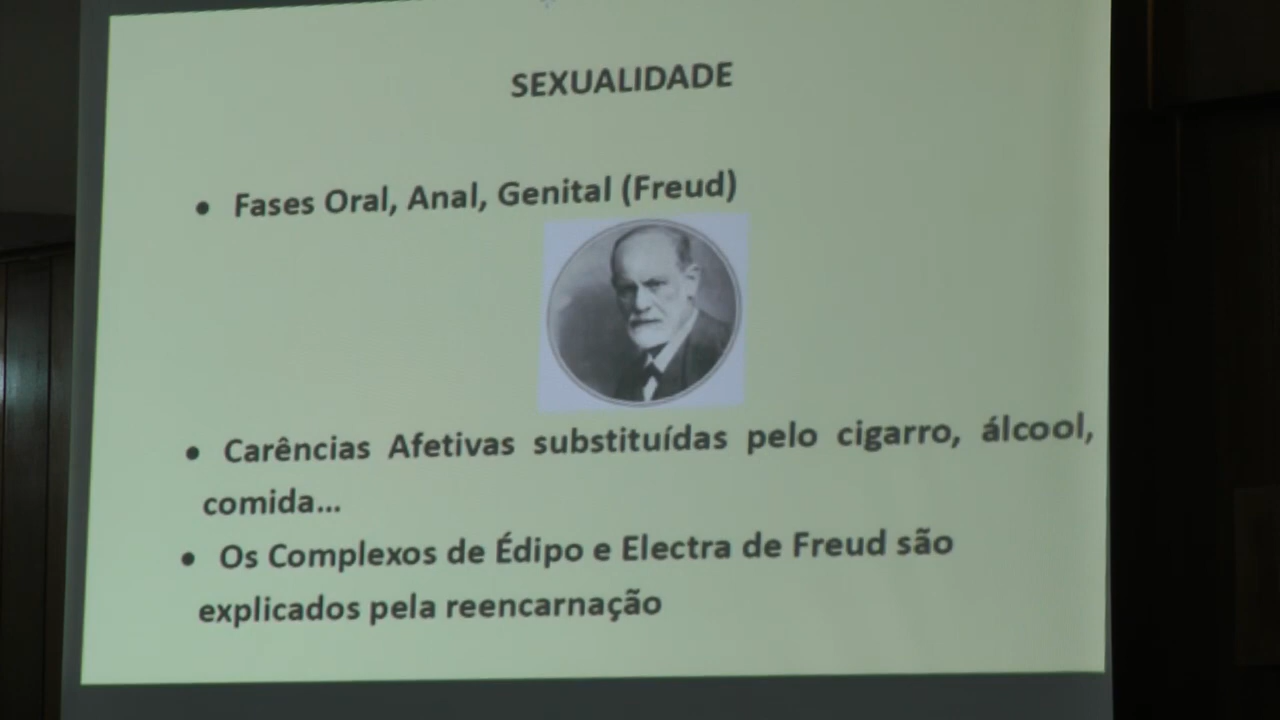 SEXUALIDADE
• Fases Oral, Anal, Genital (Freud)
• Carências Afetivas substituídas pelo cigarro, álcool,
comida...
• Os Complexos de Édipo e Electra de Freud são
explicados pela reencarnação